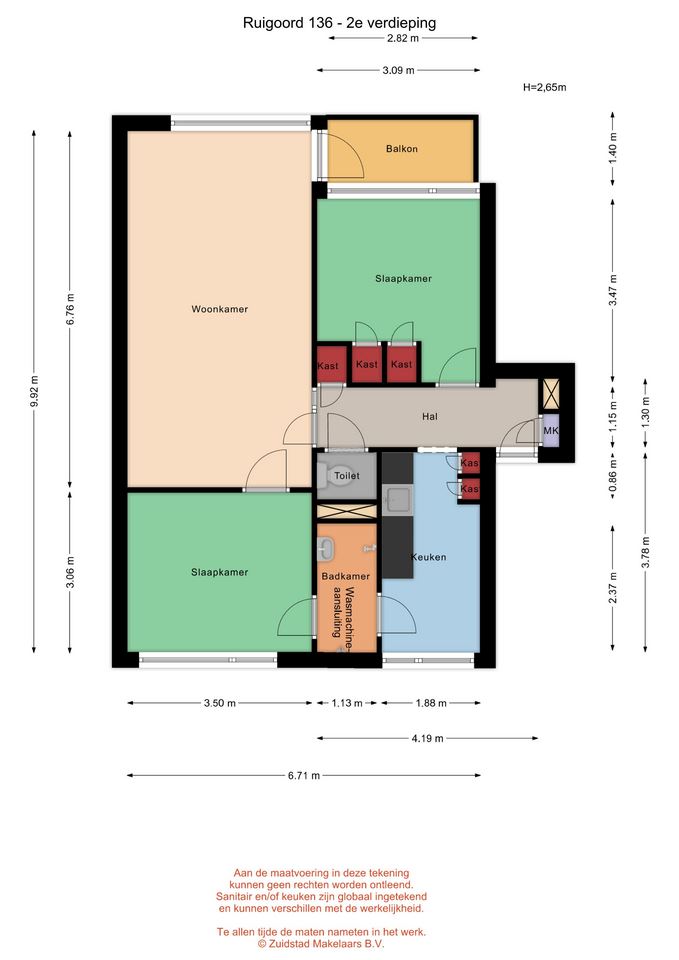 Ruigoord 136 - 2e verdieping
2.82 m
3.09 m
H=2,65m
Balkon
1.40 m
Slaapkamer
3.47 m
Woonkamer
6.76 m
9.92 m
Kast
Kast
Kast
Hal
MK
1.15 m
1.30 m
Toilet
Kas
Kas
0.86 m
Keuken
3.78 m
Slaapkamer
3.06 m
Badkamer
Wasmachine-
aansluiting
2.37 m
3.50 m
1.13 m
1.88 m
4.19 m
6.71 m
Aan de maatvoering in deze tekening
kunnen geen rechten worden ontleend.
Sanitair en/of keuken zijn globaal ingetekend
en kunnen verschillen met de werkelijkheid.
Te allen tijde de maten nameten in het werk.
© Zuidstad Makelaars B.V.